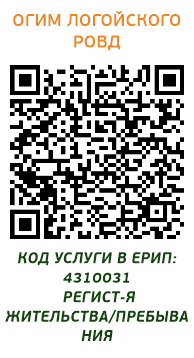 ОГИМ ЛОГОЙСКОГО
РОВД
КОД УСЛУГИ В ЕРИП:
4310031
РЕГИСТ-Я
ЖИТЕЛЬСТВА/ПРЕБЫВА
НИЯ